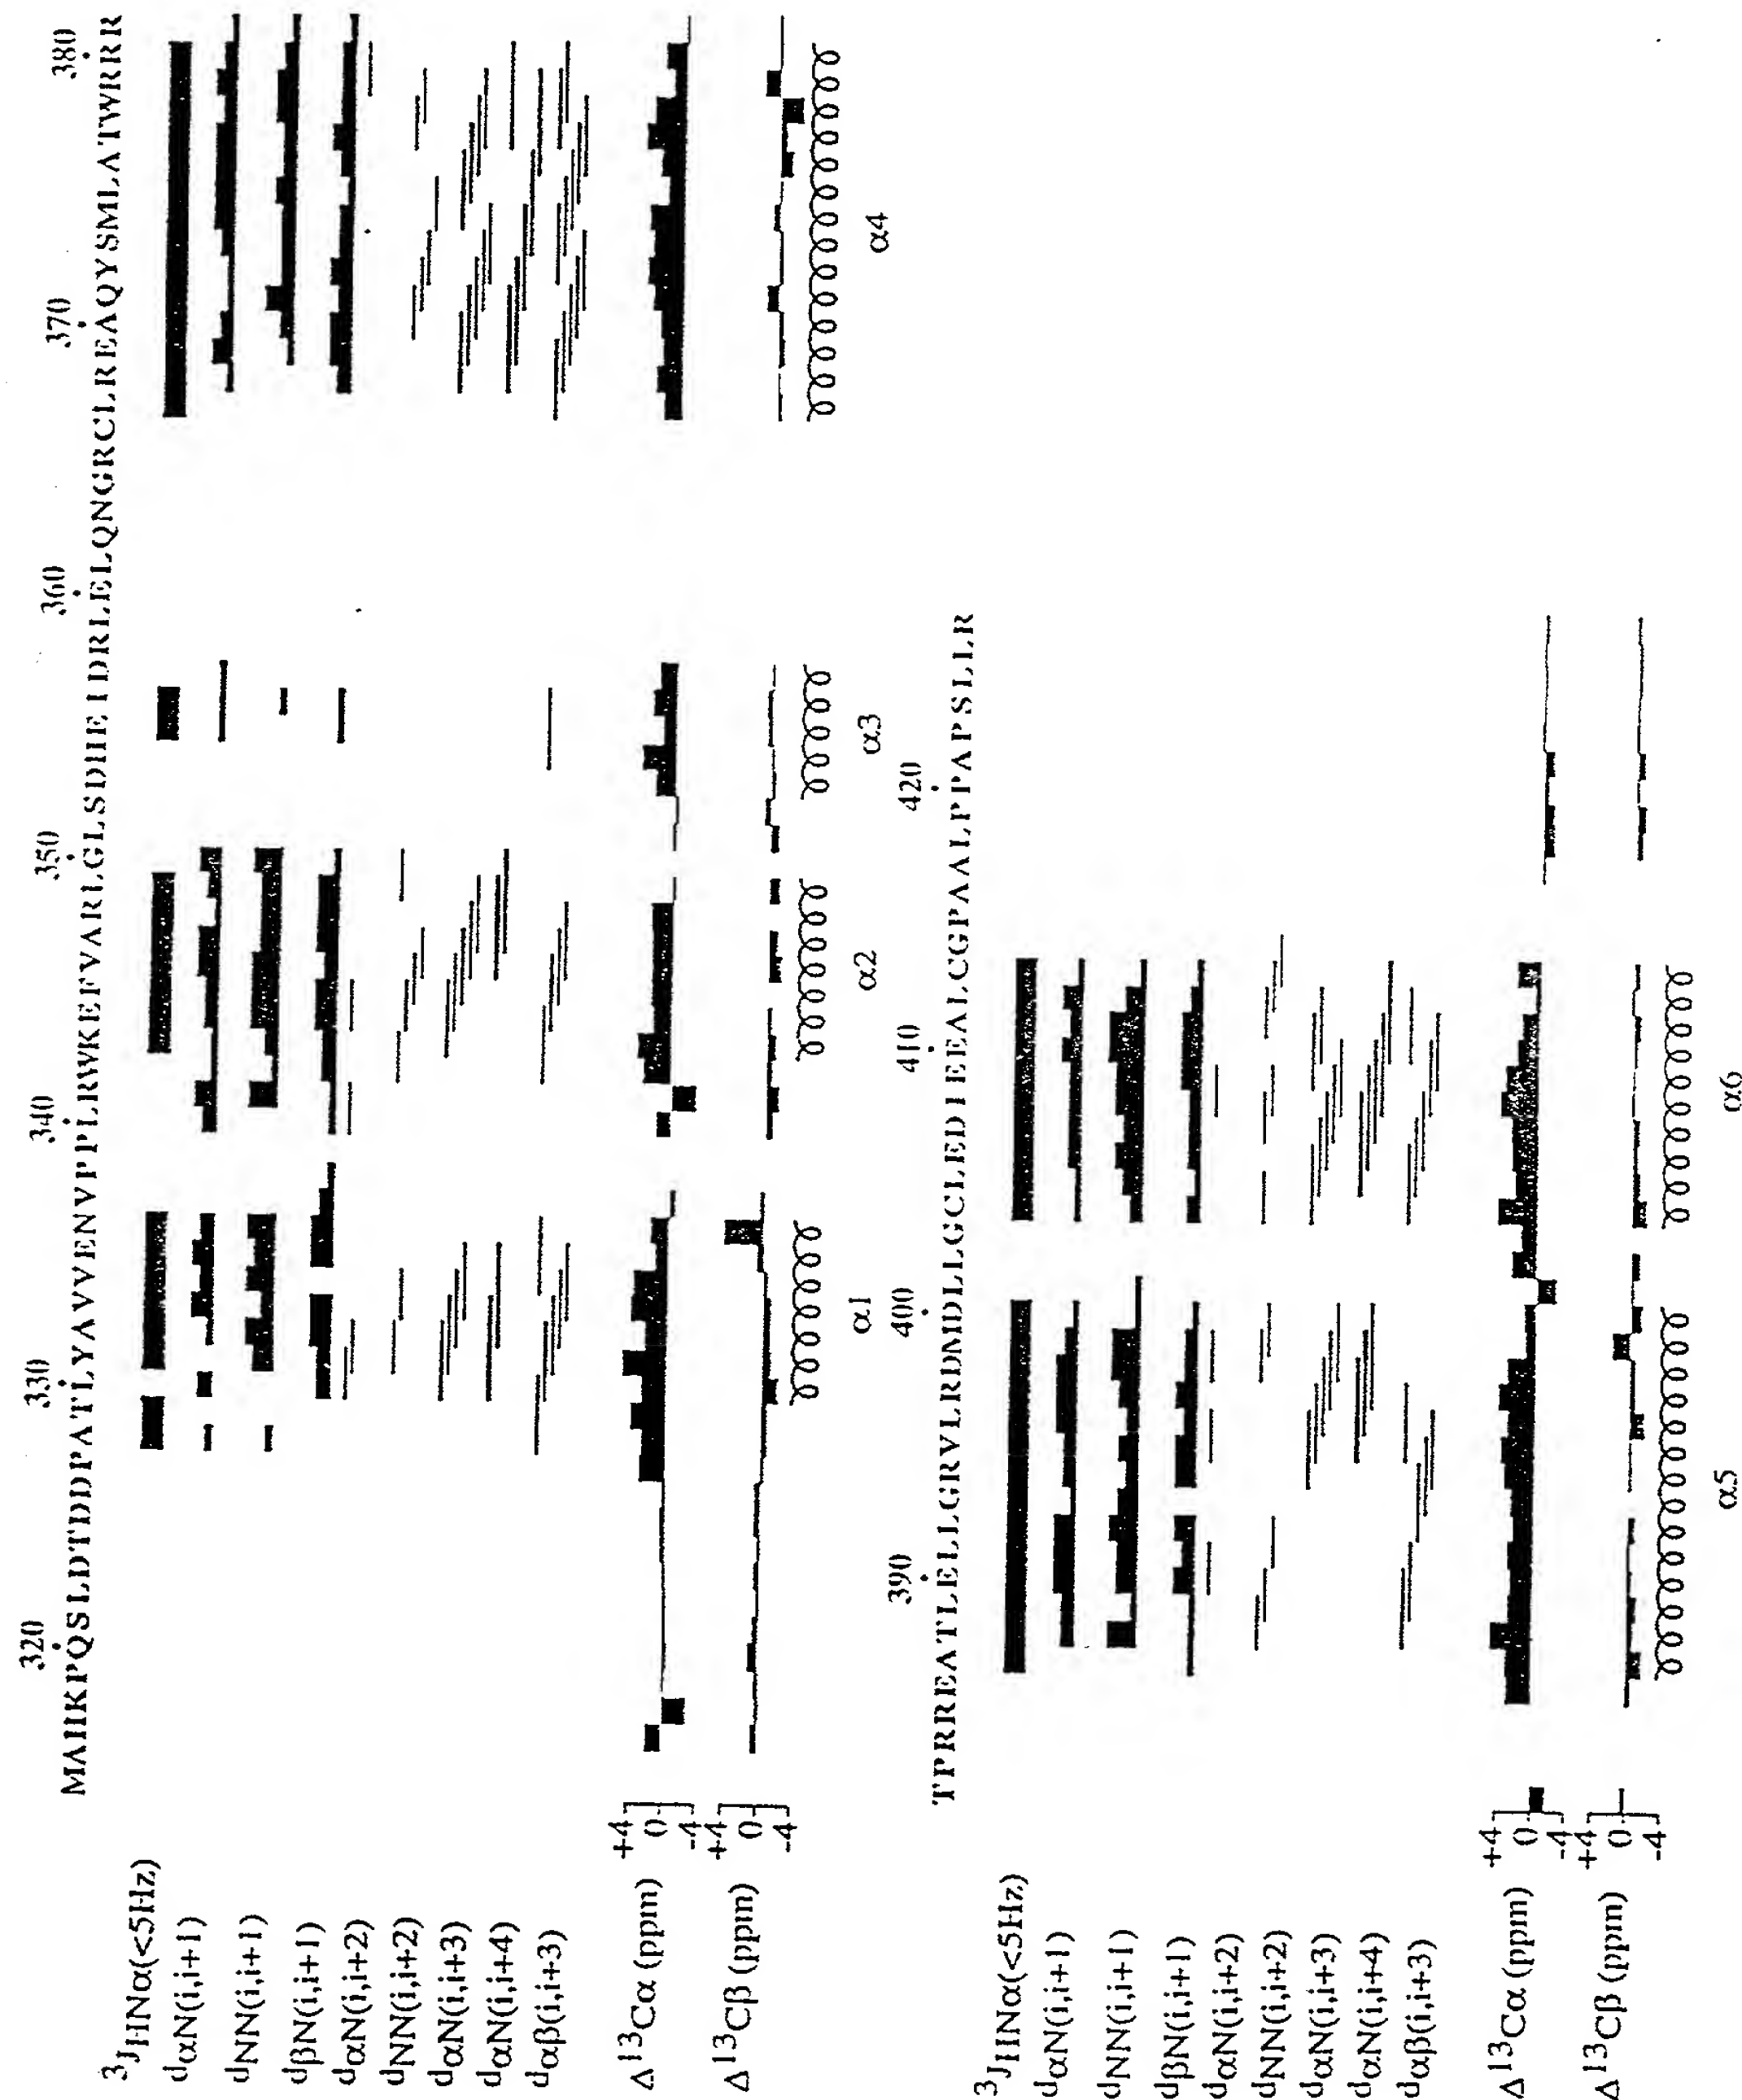 320 330 340 350 360 370 380
MAHKPQSLDTDDPATLYAVVENVPPLRWKEFVARLGLSDHEIDRLELQNGRCLREAQYSMLATWRRR
³JHNα(<5Hz)
dαN(i,i+1)
dNN(i,i+1)
dβN(i,i+1)
dαN(i,i+2)
dNN(i,i+2)
dαN(i,i+3)
dαN(i,i+4)
dαβ(i,i+3)
Δ¹³Cα (ppm)
+4
0
-4
Δ¹³Cβ (ppm)
+4
0
-4
α1 α2 α3 α4
390 400 410 420
TPRREATLELLGRVLRDMDLLGCLEDIEEALCGPAALPPAPSLLR
³JHNα(<5Hz)
dαN(i,i+1)
dNN(i,i+1)
dβN(i,i+1)
dαN(i,i+2)
dNN(i,i+2)
dαN(i,i+3)
dαN(i,i+4)
dαβ(i,i+3)
Δ¹³Cα (ppm)
+4
0
-4
Δ¹³Cβ (ppm)
+4
0
-4
α5 α6